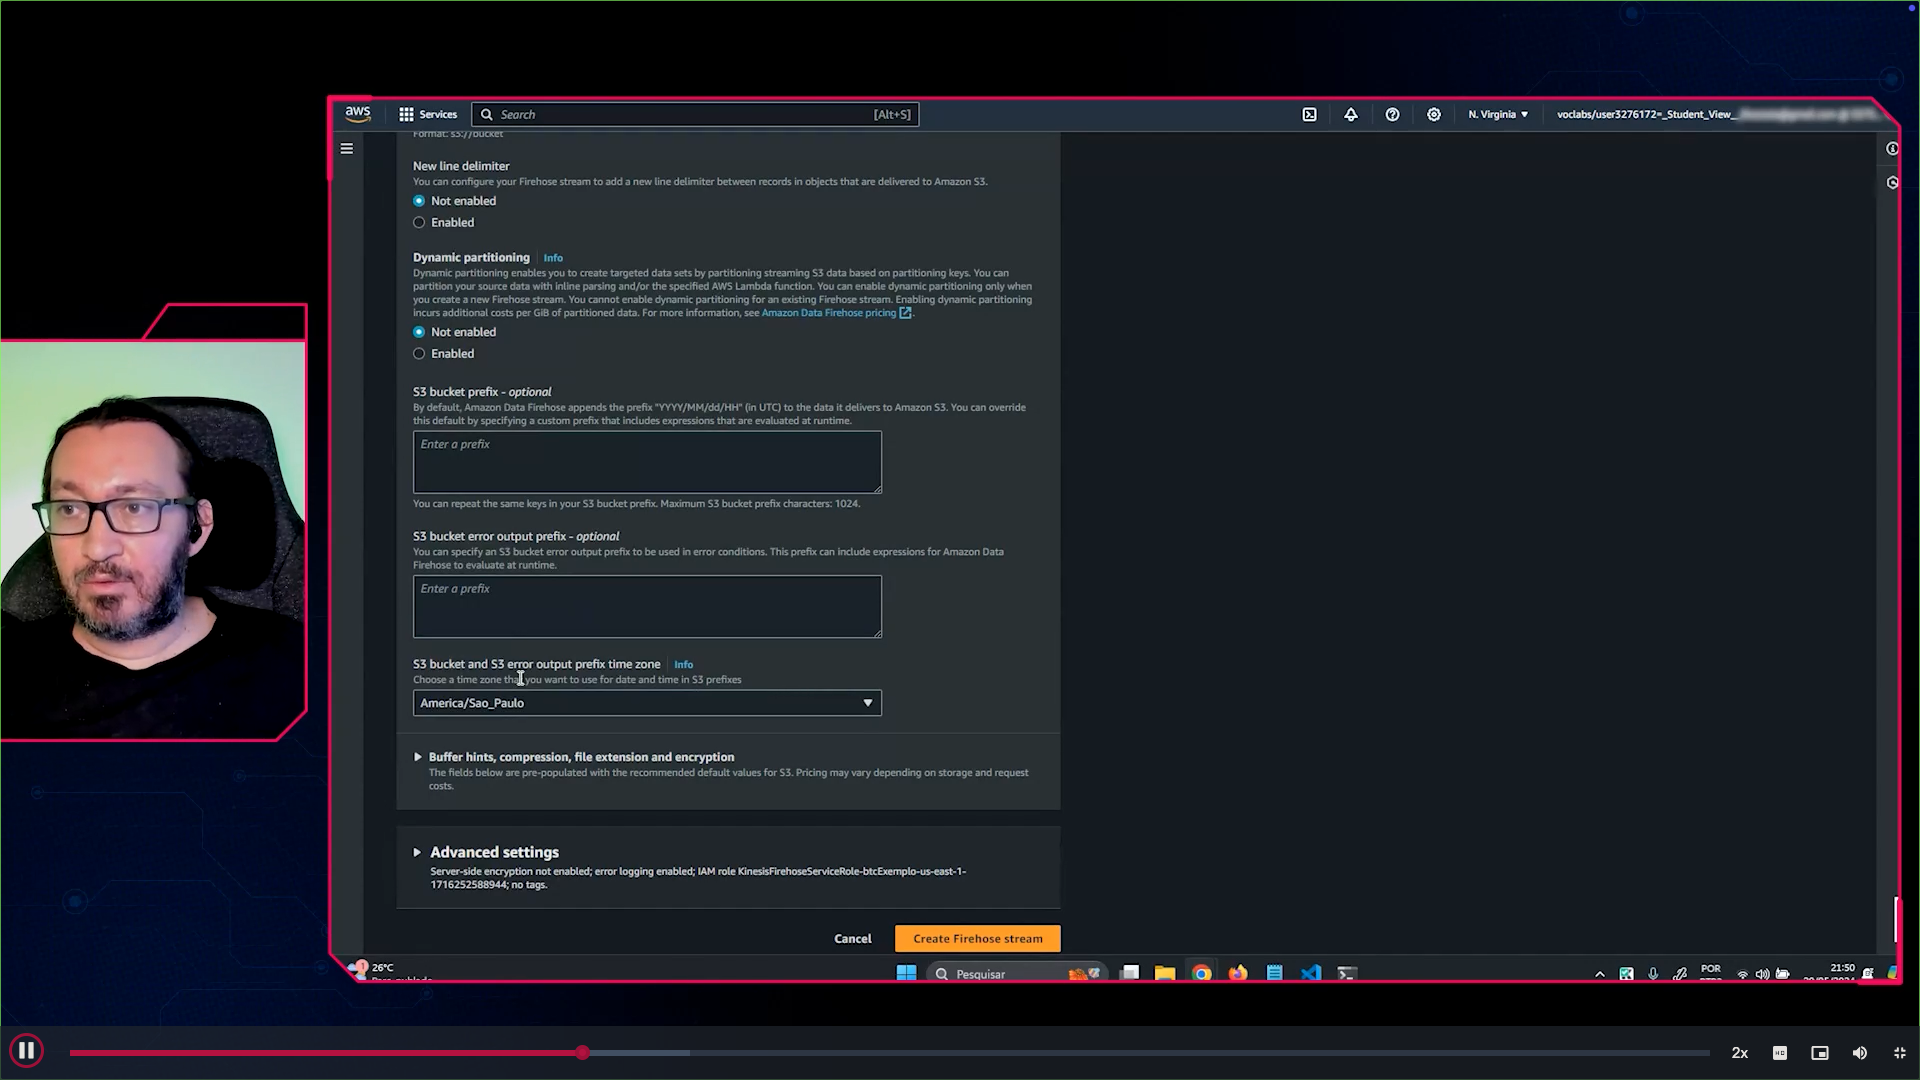 aws
Services
Search
[Alt+S]
N. Virginia
voclabs/user3276172=_Student_View_
Format: s3://bucket
New line delimiter
You can configure your Firehose stream to add a new line delimiter between records in objects that are delivered to Amazon S3.
Not enabled
Enabled
Dynamic partitioning Info
Dynamic partitioning enables you to create targeted data sets by partitioning streaming S3 data based on partitioning keys. You can
partition your source data with inline parsing and/or the specified AWS Lambda function. You can enable dynamic partitioning only when
you create a new Firehose stream. You cannot enable dynamic partitioning for an existing Firehose stream. Enabling dynamic partitioning
incurs additional costs per GiB of partitioned data. For more information, see Amazon Data Firehose pricing.
Not enabled
Enabled
S3 bucket prefix - optional
By default, Amazon Data Firehose appends the prefix "YYYY/MM/dd/HH" (in UTC) to the data it delivers to Amazon S3. You can override
this default by specifying a custom prefix that includes expressions that are evaluated at runtime.
Enter a prefix
You can repeat the same keys in your S3 bucket prefix. Maximum S3 bucket prefix characters: 1024.
S3 bucket error output prefix - optional
You can specify an S3 bucket error output prefix to be used in error conditions. This prefix can include expressions for Amazon Data
Firehose to evaluate at runtime.
Enter a prefix
S3 bucket and S3 error output prefix time zone Info
Choose a time zone that you want to use for date and time in S3 prefixes
America/Sao_Paulo
Buffer hints, compression, file extension and encryption
The fields below are pre-populated with the recommended default values for S3. Pricing may vary depending on storage and request
costs.
Advanced settings
Server-side encryption not enabled; error logging enabled; IAM role KinesisFirehoseServiceRole-btcExemplo-us-east-1-
1716252588944; no tags.
Cancel
Create Firehose stream
1
26°C
Pesquisar
POR
21:50
2x
HD